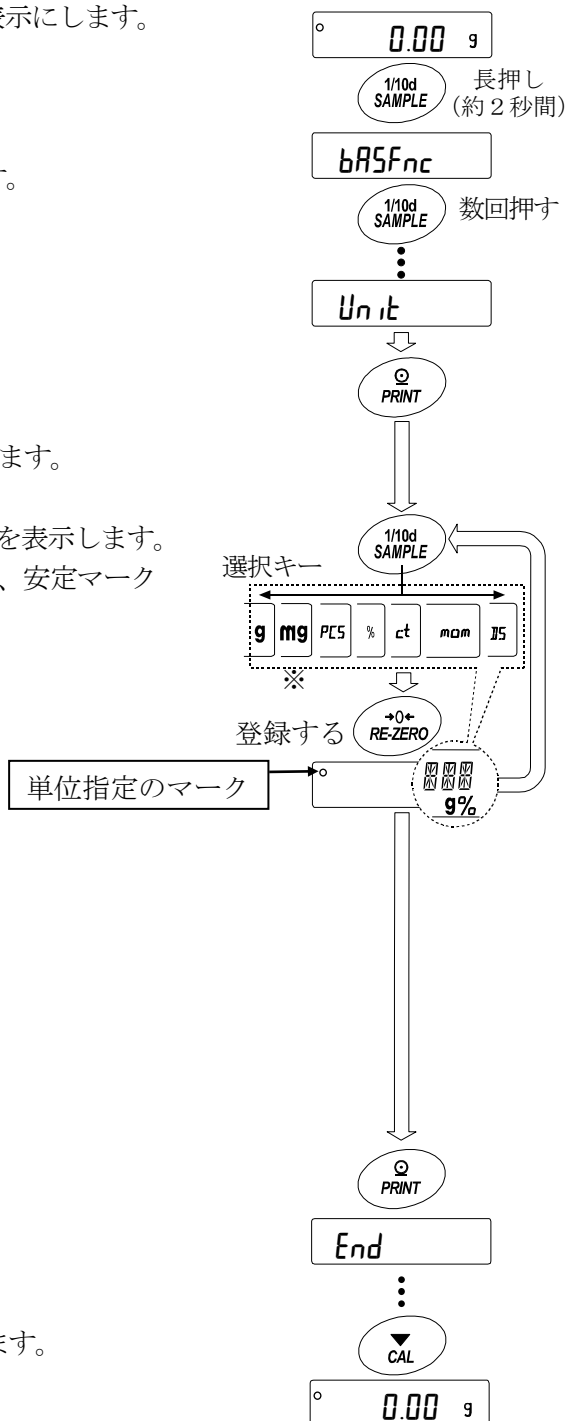 表示にします。
0.00 g
1/10d
SAMPLE
長押し
(約2秒間)
bASFnc
す。
1/10d
SAMPLE
数回押す
Unit
PRINT
ます。
1/10d
SAMPLE
を表示します。
選択キー
、安定マーク
g mg PCS % ct mom DS
※
登録する
→0←
RE-ZERO
単位指定のマーク
g%
PRINT
End
ます。
CAL
0.00 g